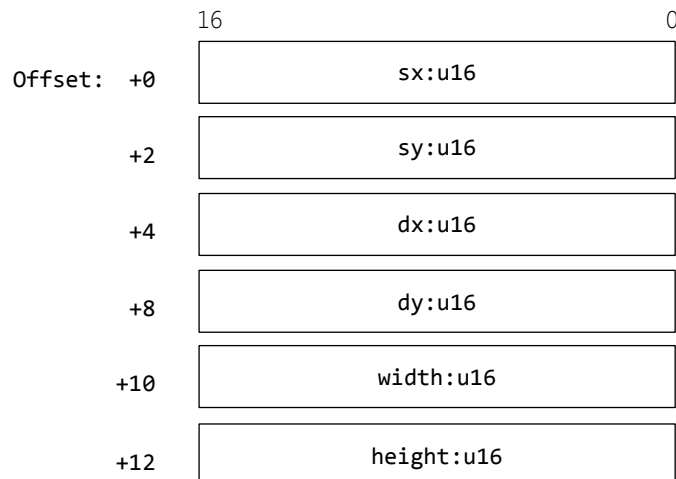 16 0
Offset: +0 sx:u16
+2 sy:u16
+4 dx:u16
+8 dy:u16
+10 width:u16
+12 height:u16